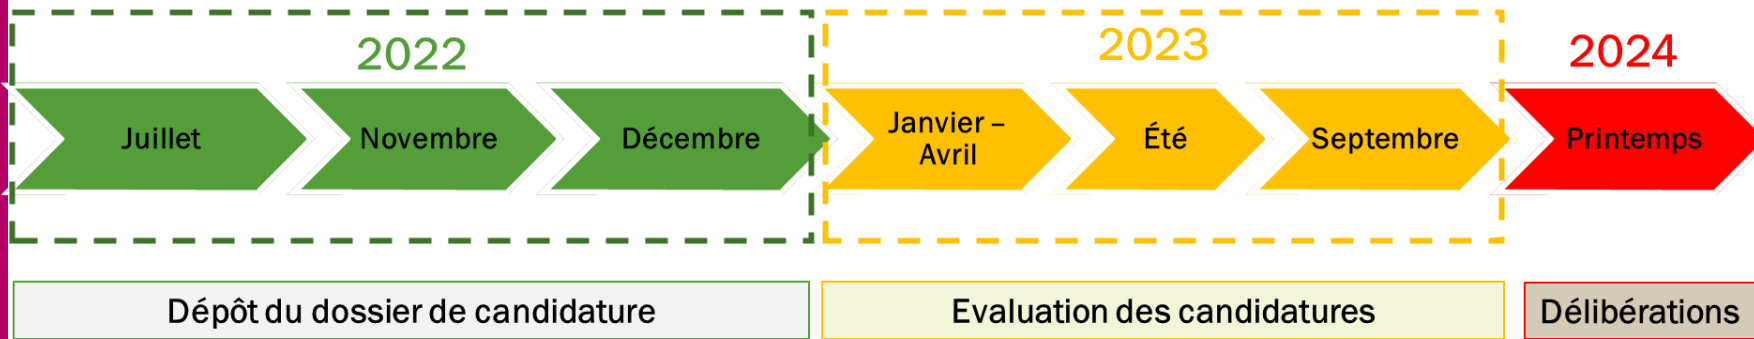 2022
2023
2024
Juillet
Novembre
Décembre
Janvier –
Avril
Été
Septembre
Printemps
Dépôt du dossier de candidature
Evaluation des candidatures
Délibérations